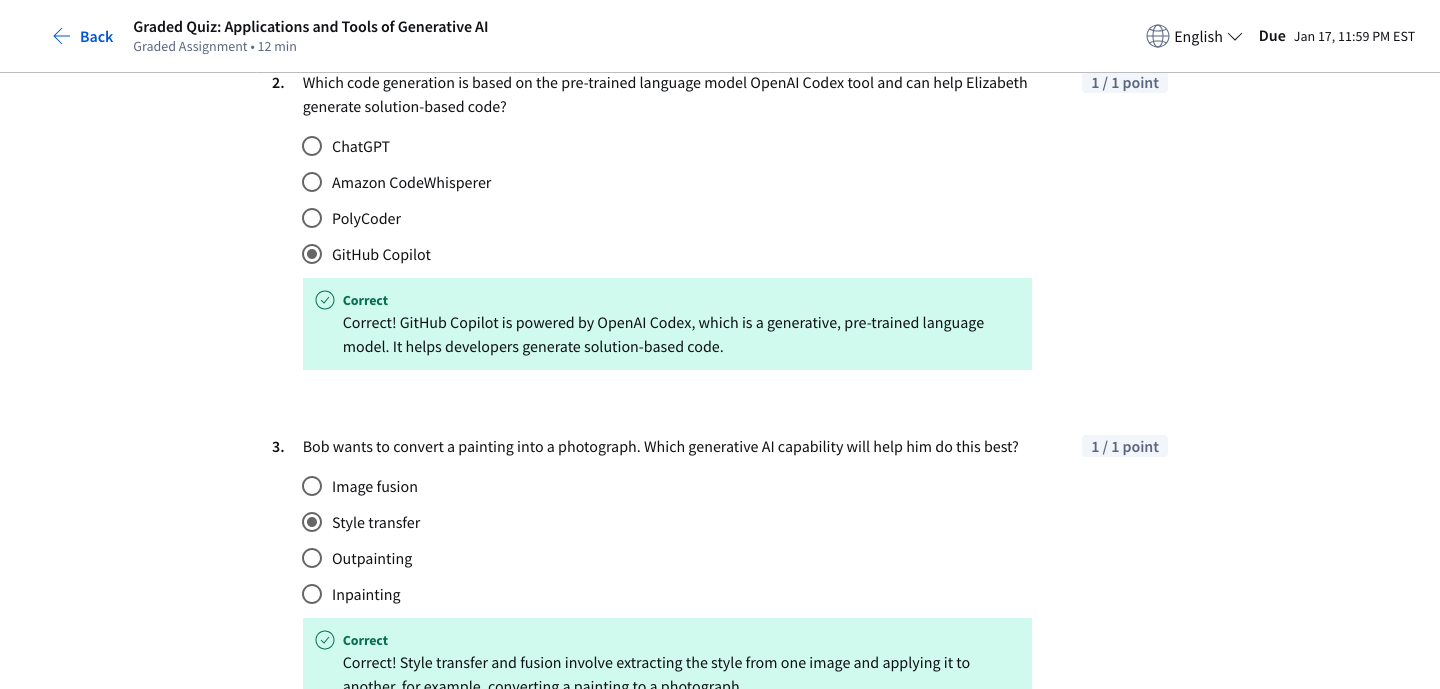 Back
Graded Quiz: Applications and Tools of Generative AI
Graded Assignment • 12 min
English
Due Jan 17, 11:59 PM EST
2. Which code generation is based on the pre-trained language model OpenAI Codex tool and can help Elizabeth
generate solution-based code?
1 / 1 point
ChatGPT
Amazon CodeWhisperer
PolyCoder
GitHub Copilot
Correct
Correct! GitHub Copilot is powered by OpenAI Codex, which is a generative, pre-trained language
model. It helps developers generate solution-based code.
3. Bob wants to convert a painting into a photograph. Which generative AI capability will help him do this best?
1 / 1 point
Image fusion
Style transfer
Outpainting
Inpainting
Correct
Correct! Style transfer and fusion involve extracting the style from one image and applying it to
another, for example, converting a painting to a photograph.